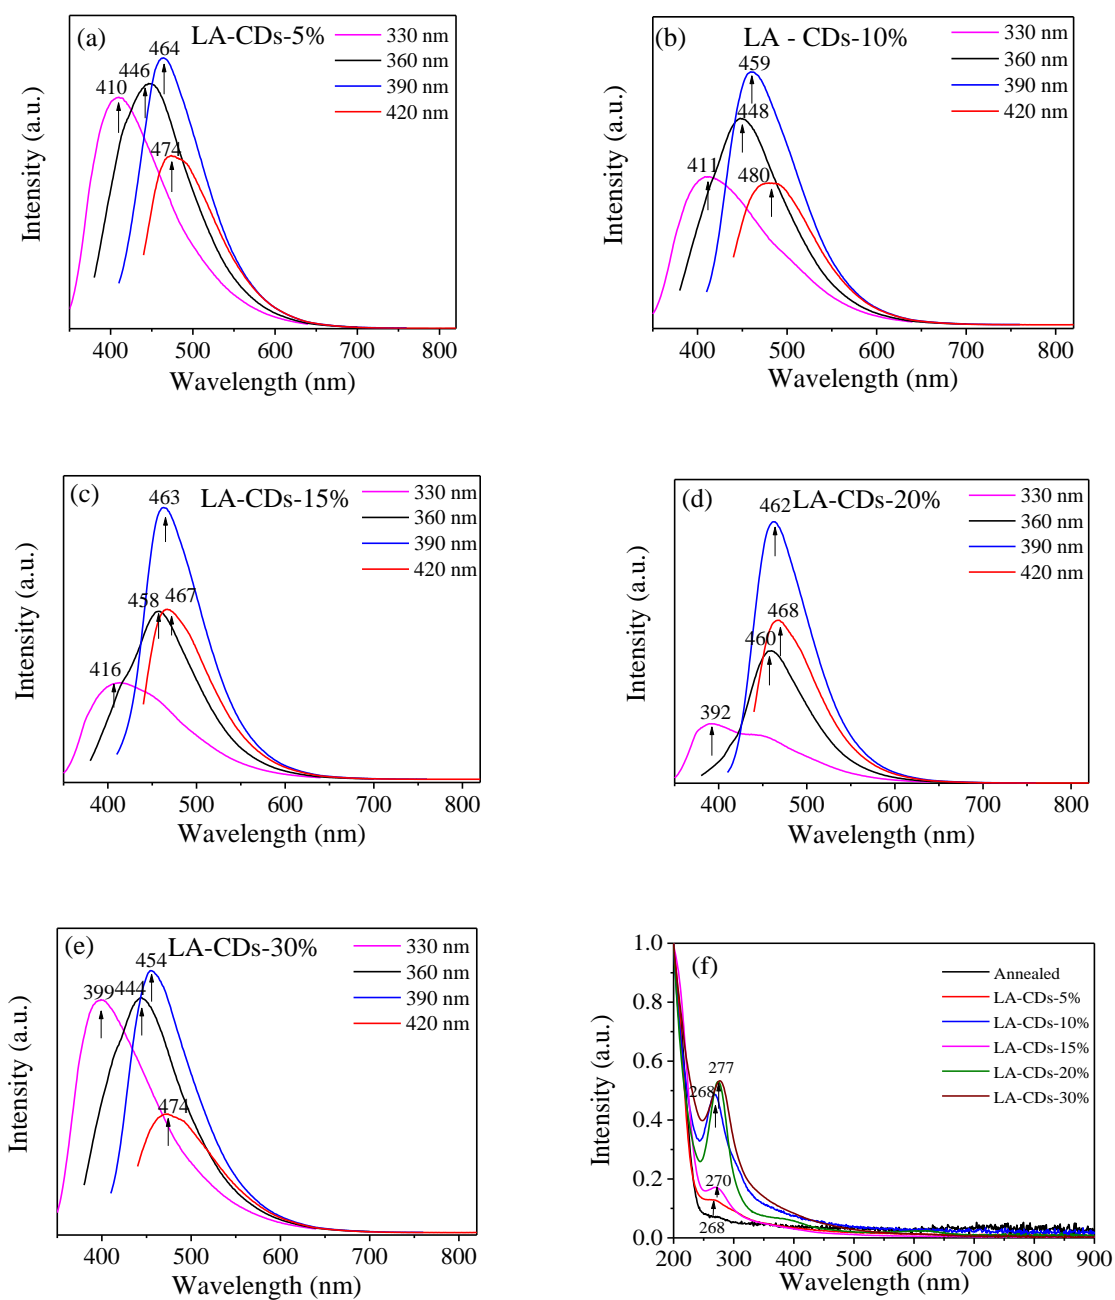 (a)
LA-CDs-5%
330 nm
360 nm
390 nm
420 nm
410
446
464
474
Intensity (a.u.)
400
500
600
700
800
Wavelength (nm)
(b)
LA - CDs-10%
330 nm
360 nm
390 nm
420 nm
411
448
459
480
Intensity (a.u.)
400
500
600
700
800
Wavelength (nm)
(c)
LA-CDs-15%
330 nm
360 nm
390 nm
420 nm
416
458
463
467
Intensity (a.u.)
400
500
600
700
800
Wavelength (nm)
(d)
LA-CDs-20%
330 nm
360 nm
390 nm
420 nm
392
460
462
468
Intensity (a.u.)
400
500
600
700
800
Wavelength (nm)
(e)
LA-CDs-30%
330 nm
360 nm
390 nm
420 nm
399
444
454
474
Intensity (a.u.)
400
500
600
700
800
Wavelength (nm)
(f)
Annealed
LA-CDs-5%
LA-CDs-10%
LA-CDs-15%
LA-CDs-20%
LA-CDs-30%
277
268
270
268
Intensity (a.u.)
1.0
0.8
0.6
0.4
0.2
0.0
200
300
400
500
600
700
800
900
Wavelength (nm)